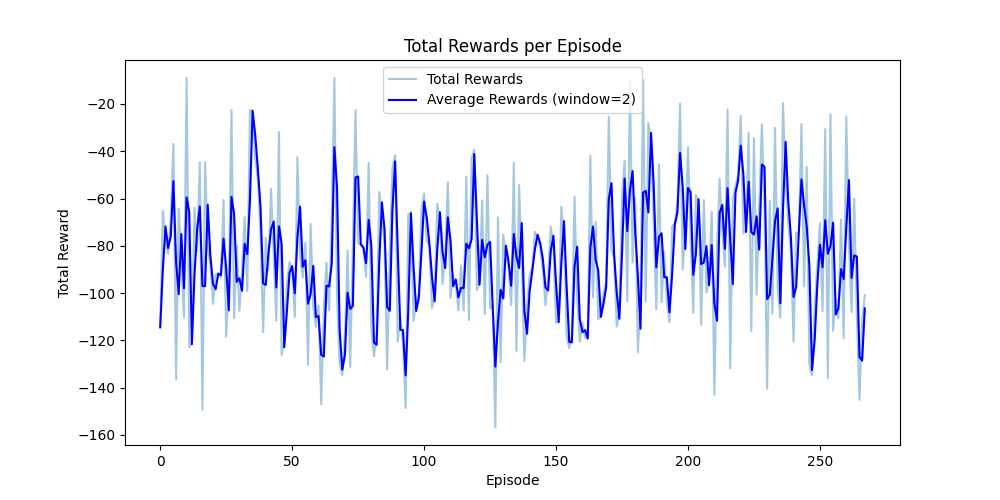 Total Rewards per Episode
Total Rewards
Average Rewards (window=2)
Total Reward
−20
−40
−60
−80
−100
−120
−140
−160
0
50
100
150
200
250
Episode